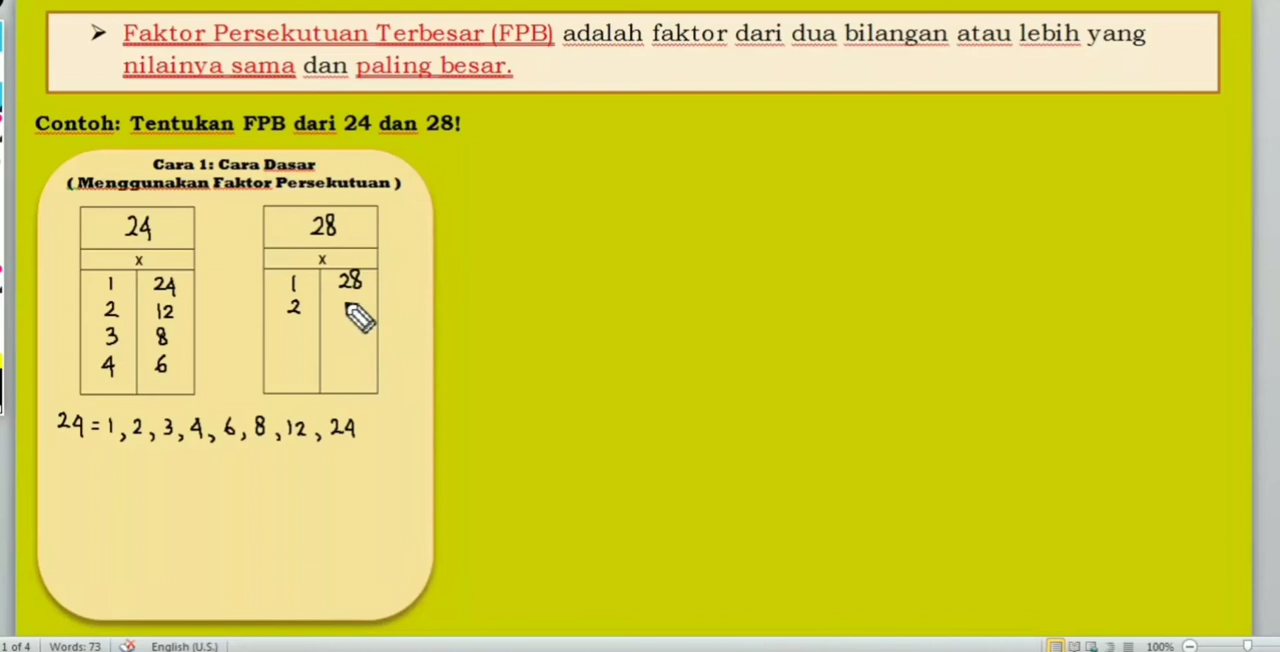 ➢ Faktor Persekutuan Terbesar (FPB) adalah faktor dari dua bilangan atau lebih yang
nilainya sama dan paling besar.
Contoh: Tentukan FPB dari 24 dan 28!
Cara 1: Cara Dasar
( Menggunakan Faktor Persekutuan )
24
x
1 24
2 12
3 8
4 6
28
x
1 28
2
24 = 1, 2, 3, 4, 6, 8, 12, 24
1 of 4 Words: 73 English (U.S.) 100%